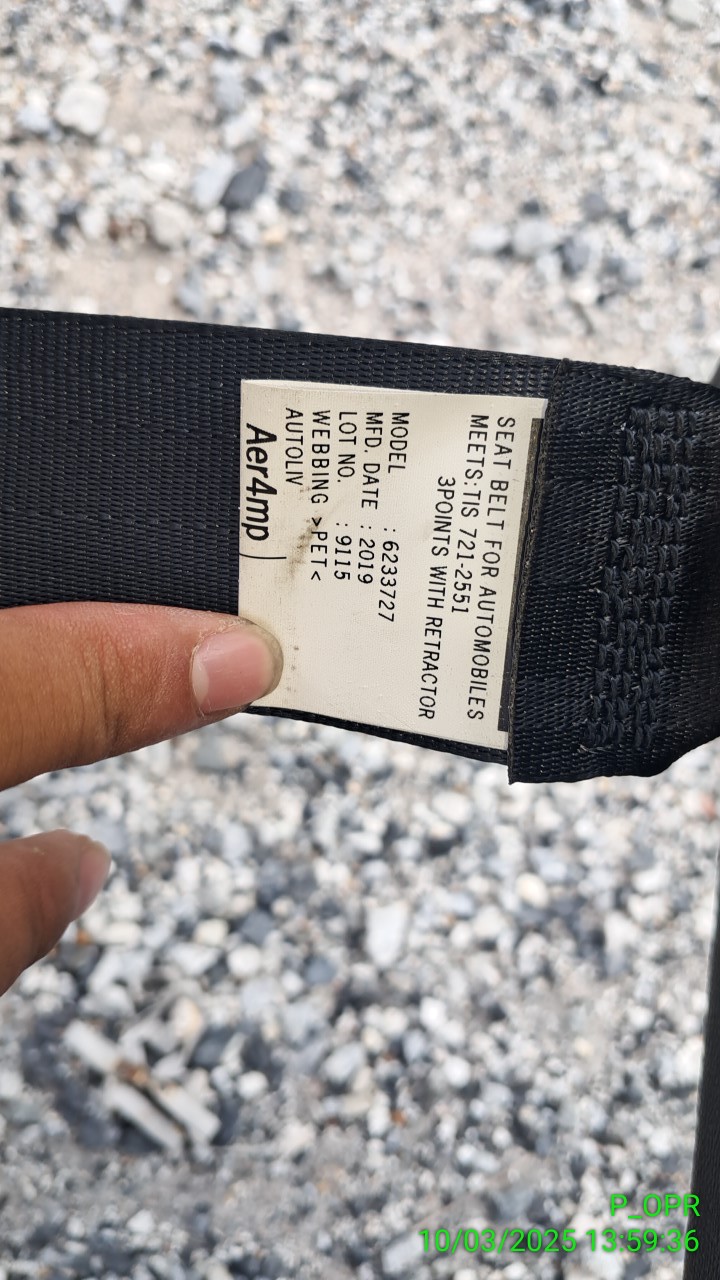 SEAT BELT FOR AUTOMOBILES
MEETS:TIS 721-2551
3POINTS WITH RETRACTOR
MODEL : 6233727
MFD. DATE : 2019
LOT NO. : 9115
WEBBING >PET<
AUTOLIV
Aer4mp
P_OPR
10/03/2025 13:59:36